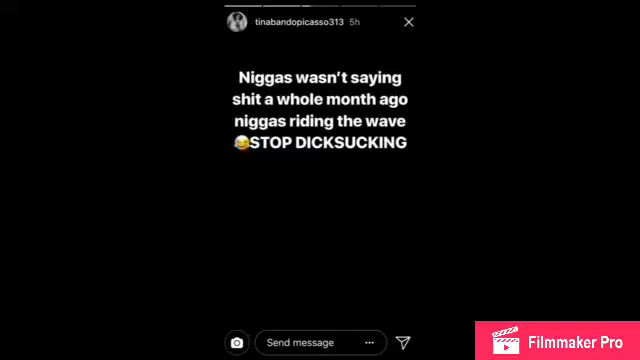 tinabandopicasso313 5h
Niggas wasn't saying
shit a whole month ago
niggas riding the wave
😂STOP DICKSUCKING
Send message
Filmmaker Pro